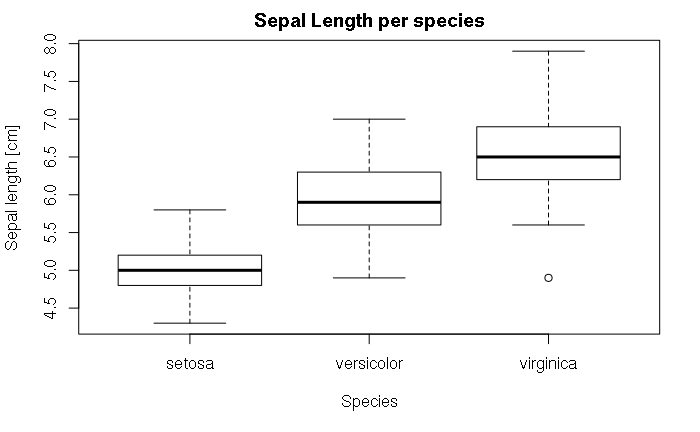 Sepal Length per species
Sepal length [cm]
8.0
7.5
7.0
6.5
6.0
5.5
5.0
4.5
setosa versicolor virginica
Species